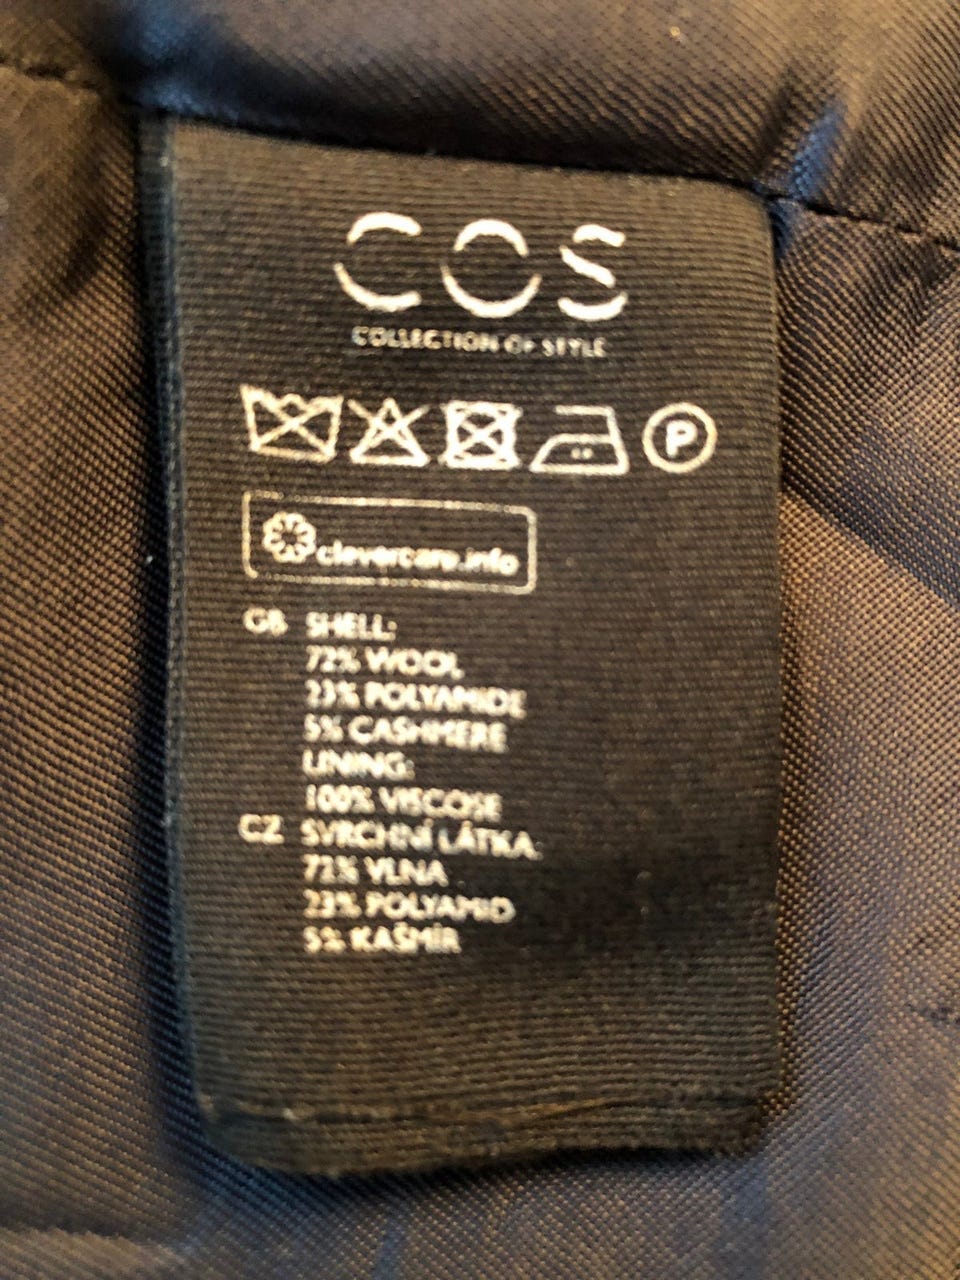 COS
COLLECTION OF STYLE
P
clevercare.info
GB SHELL:
72% WOOL
23% POLYAMIDE
5% CASHMERE
LINING:
100% VISCOSE
CZ SVRCHNÍ LÁTKA:
72% VLNA
23% POLYAMID
5% KAŠMÍR